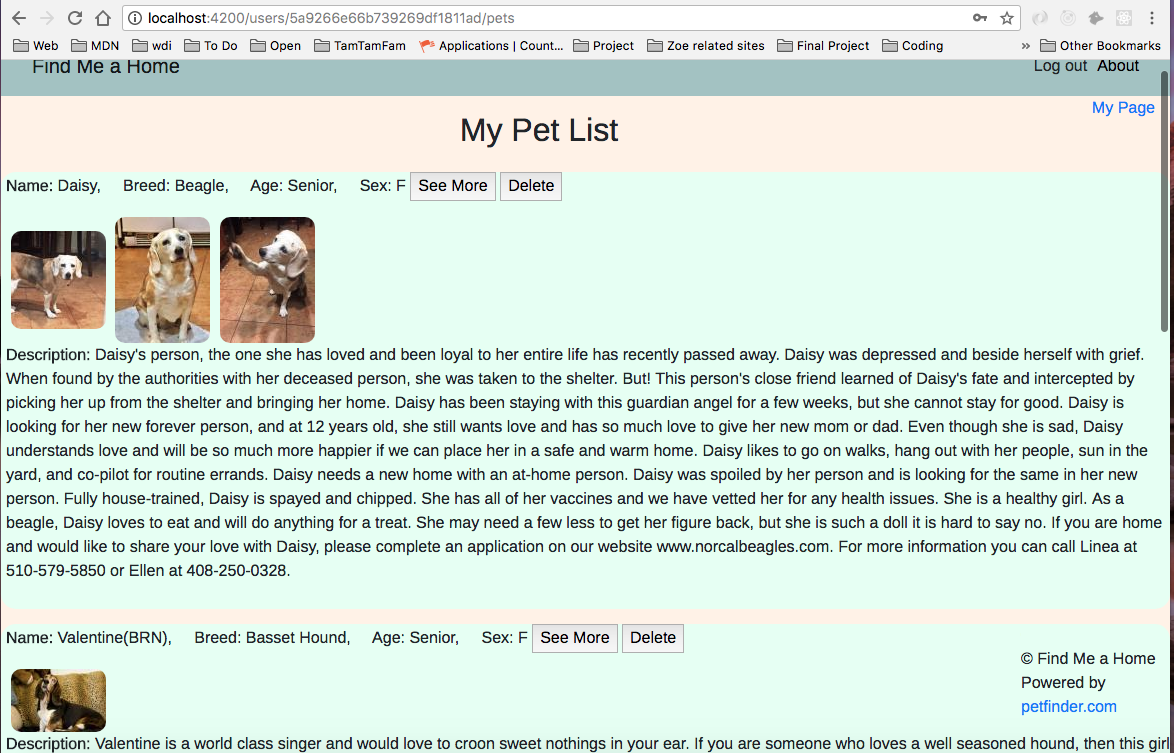 localhost:4200/users/5a9266e66b739269df1811ad/pets
Web MDN wdi To Do Open TamTamFam Applications | Count... Project Zoe related sites Final Project Coding » Other Bookmarks
Find Me a Home Log out About
My Page
My Pet List
Name: Daisy, Breed: Beagle, Age: Senior, Sex: F See More Delete
Description: Daisy's person, the one she has loved and been loyal to her entire life has recently passed away. Daisy was depressed and beside herself with grief.
When found by the authorities with her deceased person, she was taken to the shelter. But! This person's close friend learned of Daisy's fate and intercepted by
picking her up from the shelter and bringing her home. Daisy has been staying with this guardian angel for a few weeks, but she cannot stay for good. Daisy is
looking for her new forever person, and at 12 years old, she still wants love and has so much love to give her new mom or dad. Even though she is sad, Daisy
understands love and will be so much more happier if we can place her in a safe and warm home. Daisy likes to go on walks, hang out with her people, sun in the
yard, and co-pilot for routine errands. Daisy needs a new home with an at-home person. Daisy was spoiled by her person and is looking for the same in her new
person. Fully house-trained, Daisy is spayed and chipped. She has all of her vaccines and we have vetted her for any health issues. She is a healthy girl. As a
beagle, Daisy loves to eat and will do anything for a treat. She may need a few less to get her figure back, but she is such a doll it is hard to say no. If you are home
and would like to share your love with Daisy, please complete an application on our website www.norcalbeagles.com. For more information you can call Linea at
510-579-5850 or Ellen at 408-250-0328.
Name: Valentine(BRN), Breed: Basset Hound, Age: Senior, Sex: F See More Delete
© Find Me a Home
Powered by
petfinder.com
Description: Valentine is a world class singer and would love to croon sweet nothings in your ear. If you are someone who loves a well seasoned hound, then this girl